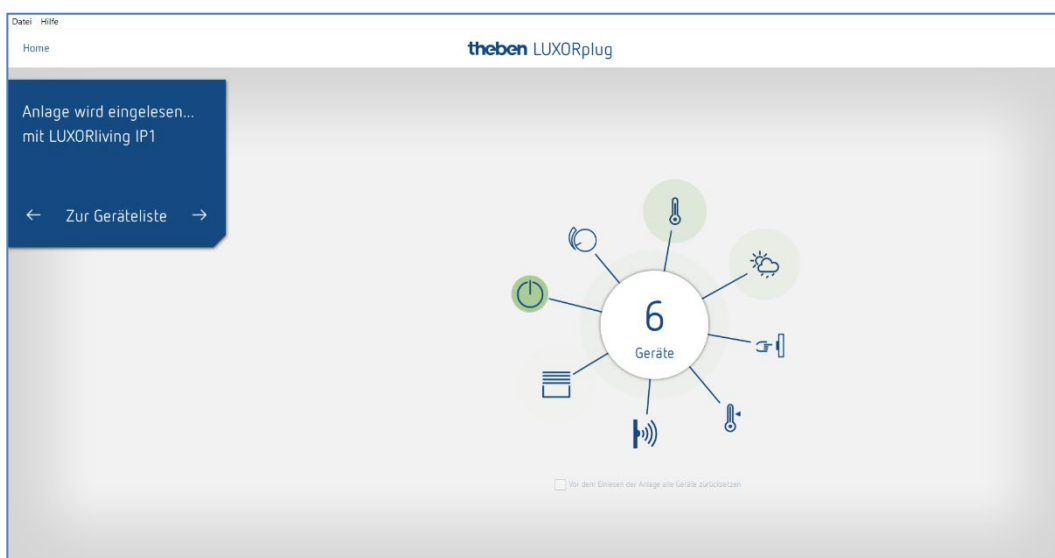 Datei Hilfe
Home
theben LUXORplug
Anlage wird eingelesen...
mit LUXORliving IP1
← Zur Geräteliste →
6
Geräte
Vor dem Einlesen der Anlage alle Geräte zurücksetzen